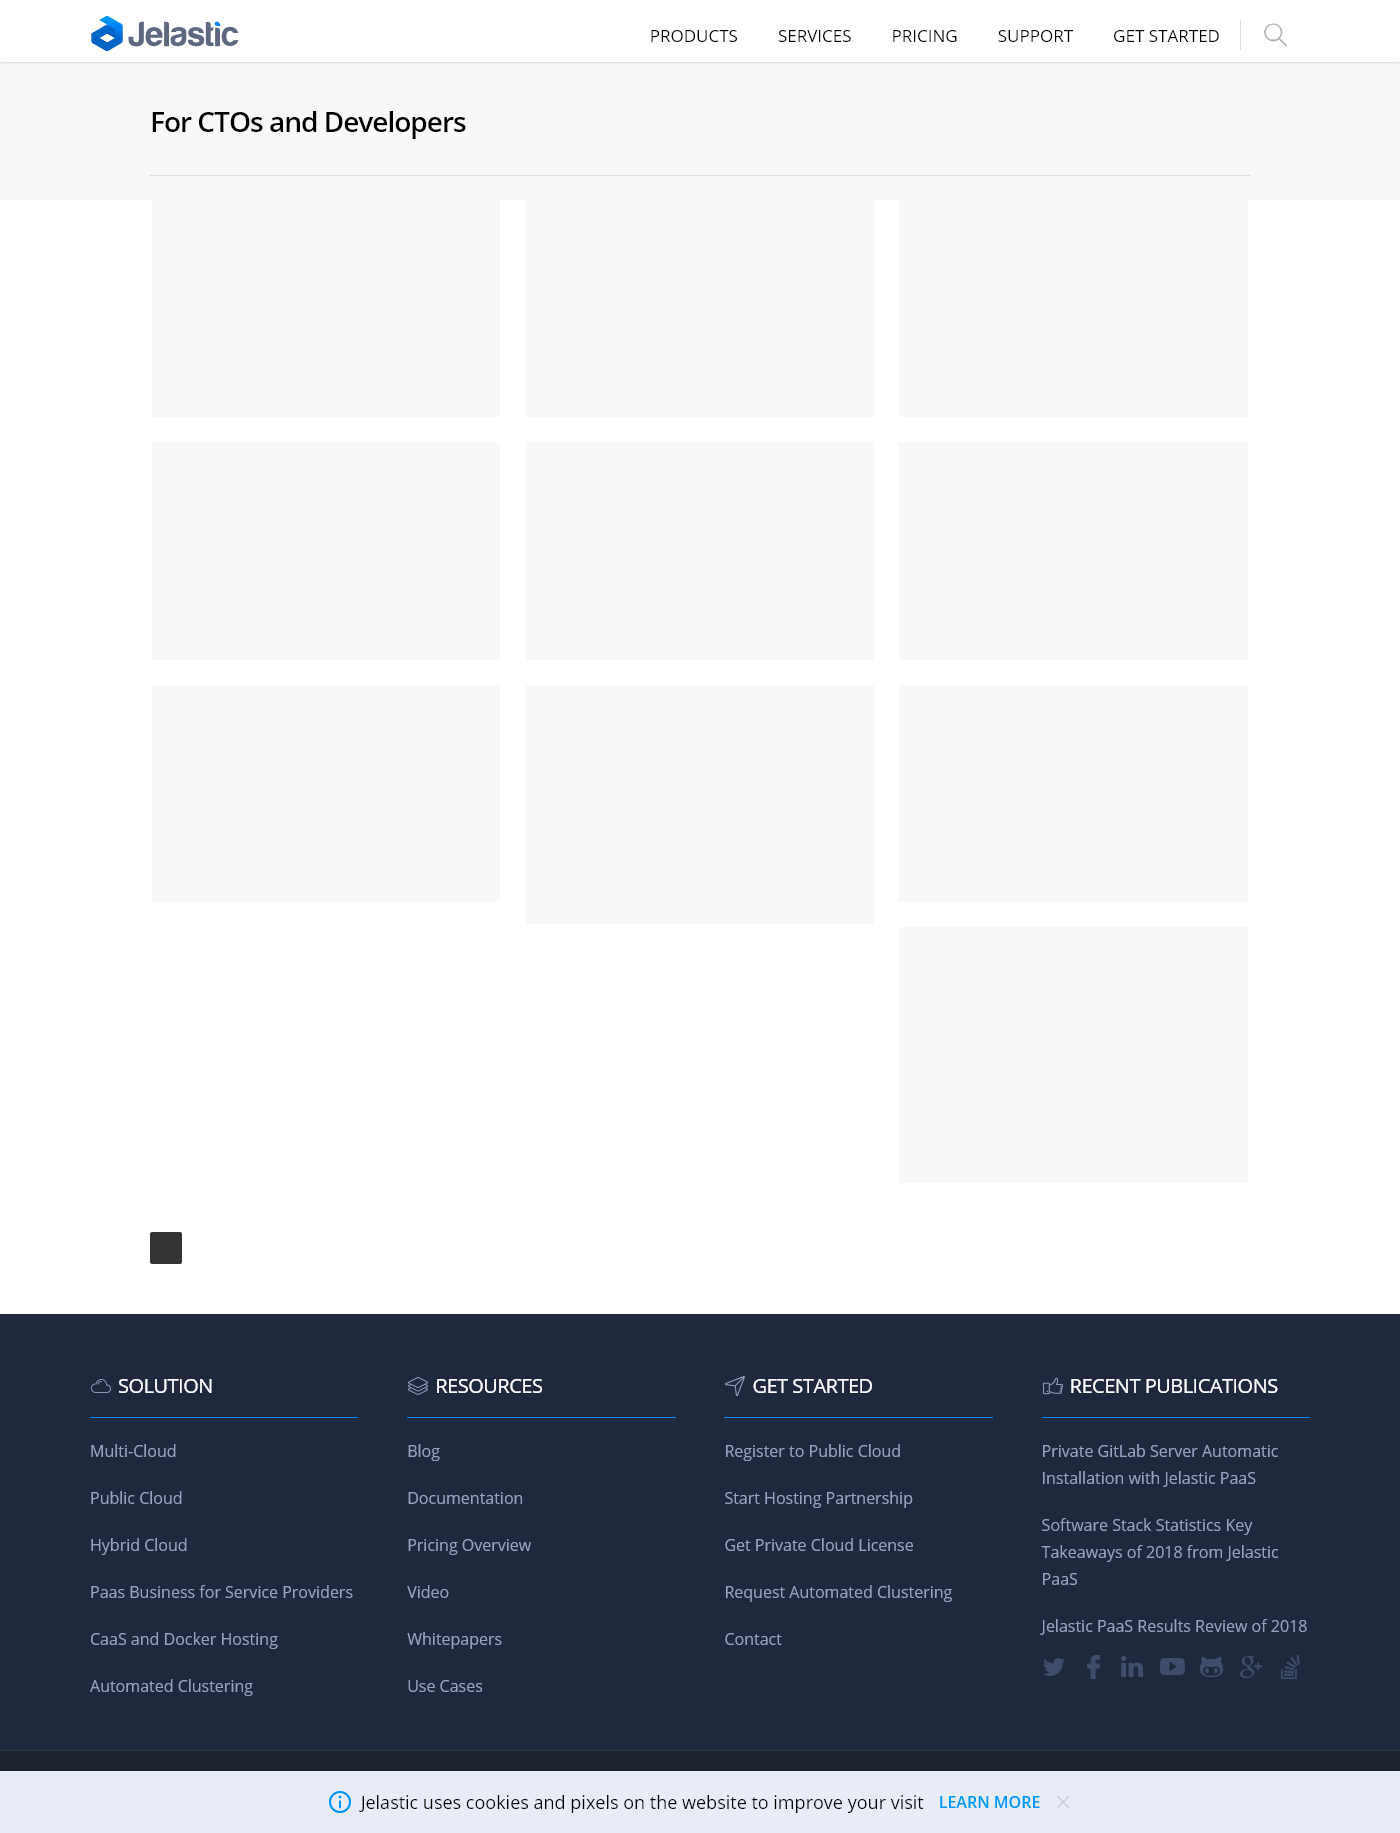 Jelastic
PRODUCTS SERVICES PRICING SUPPORT GET STARTED
For CTOs and Developers
SOLUTION
Multi-Cloud
Public Cloud
Hybrid Cloud
Paas Business for Service Providers
CaaS and Docker Hosting
Automated Clustering
RESOURCES
Blog
Documentation
Pricing Overview
Video
Whitepapers
Use Cases
GET STARTED
Register to Public Cloud
Start Hosting Partnership
Get Private Cloud License
Request Automated Clustering
Contact
RECENT PUBLICATIONS
Private GitLab Server Automatic
Installation with Jelastic PaaS
Software Stack Statistics Key
Takeaways of 2018 from Jelastic
PaaS
Jelastic PaaS Results Review of 2018
Jelastic uses cookies and pixels on the website to improve your visit LEARN MORE